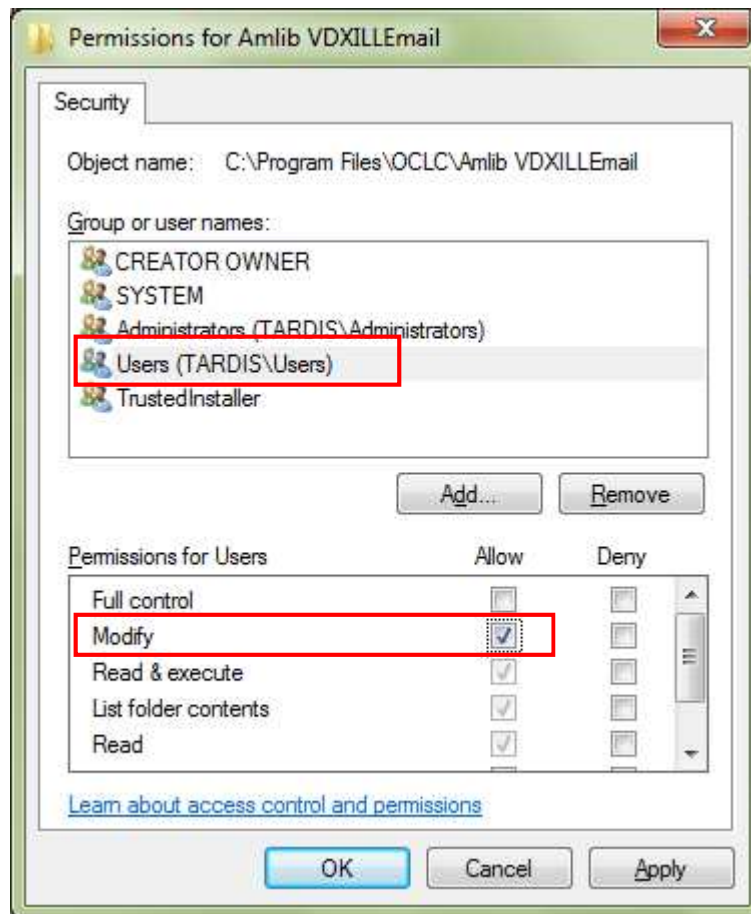 Permissions for Amlib VDXILLEmail
X
Security
Object name: C:\Program Files\OCLC\Amlib VDXILLEmail
Group or user names:
CREATOR OWNER
SYSTEM
Administrators (TARDIS\Administrators)
Users (TARDIS\Users)
TrustedInstaller
Add... Remove
Permissions for Users Allow Deny
Full control
Modify
Read & execute
List folder contents
Read
Learn about access control and permissions
OK Cancel Apply